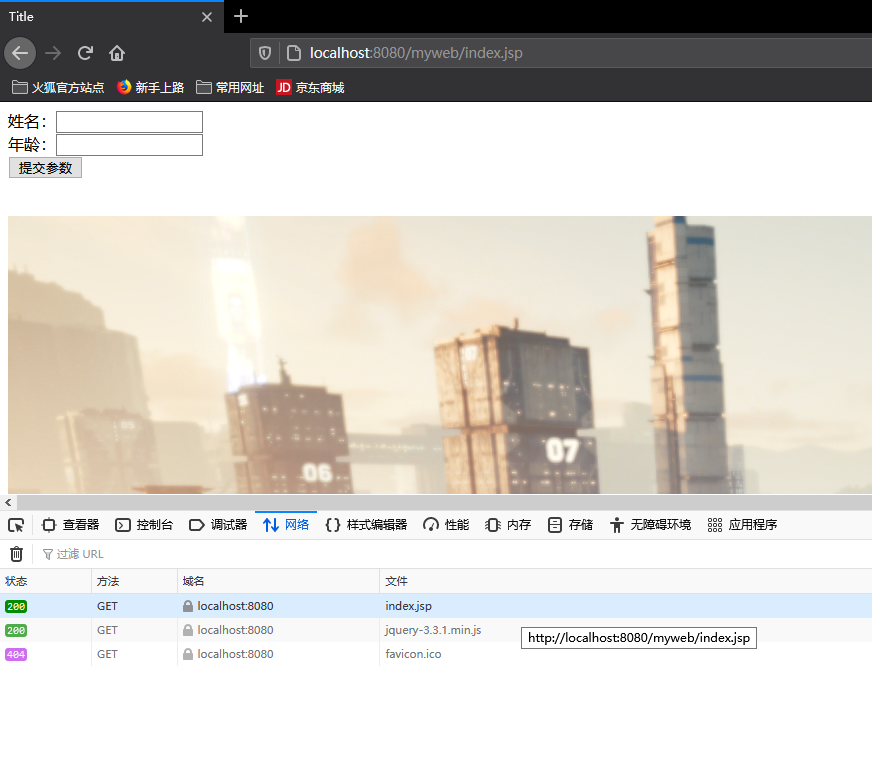 Title
localhost:8080/myweb/index.jsp
火狐官方站点 新手上路 常用网址 JD 京东商城
姓名：
年龄：
提交参数
06
07
查看器 控制台 调试器 网络 样式编辑器 性能 内存 存储 无障碍环境 应用程序
过滤 URL
状态 方法 域名 文件
200 GET localhost:8080 index.jsp
200 GET localhost:8080 jquery-3.3.1.min.js
http://localhost:8080/myweb/index.jsp
404 GET localhost:8080 favicon.ico